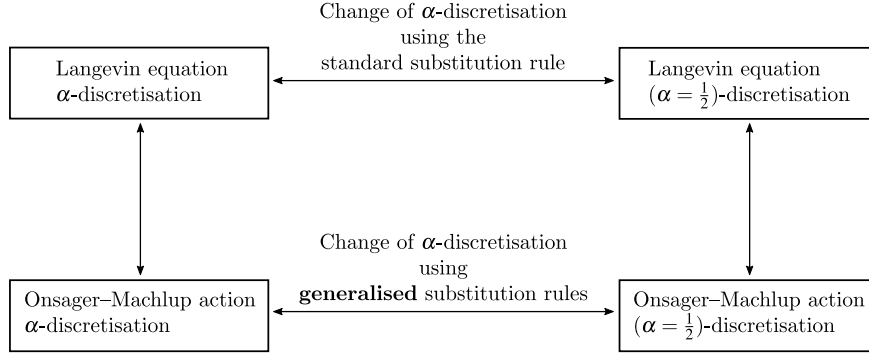 Change of α-discretisation
using the
standard substitution rule
Langevin equation
α-discretisation
Langevin equation
(α = 1/2)-discretisation
Change of α-discretisation
using
generalised substitution rules
Onsager–Machlup action
α-discretisation
Onsager–Machlup action
(α = 1/2)-discretisation